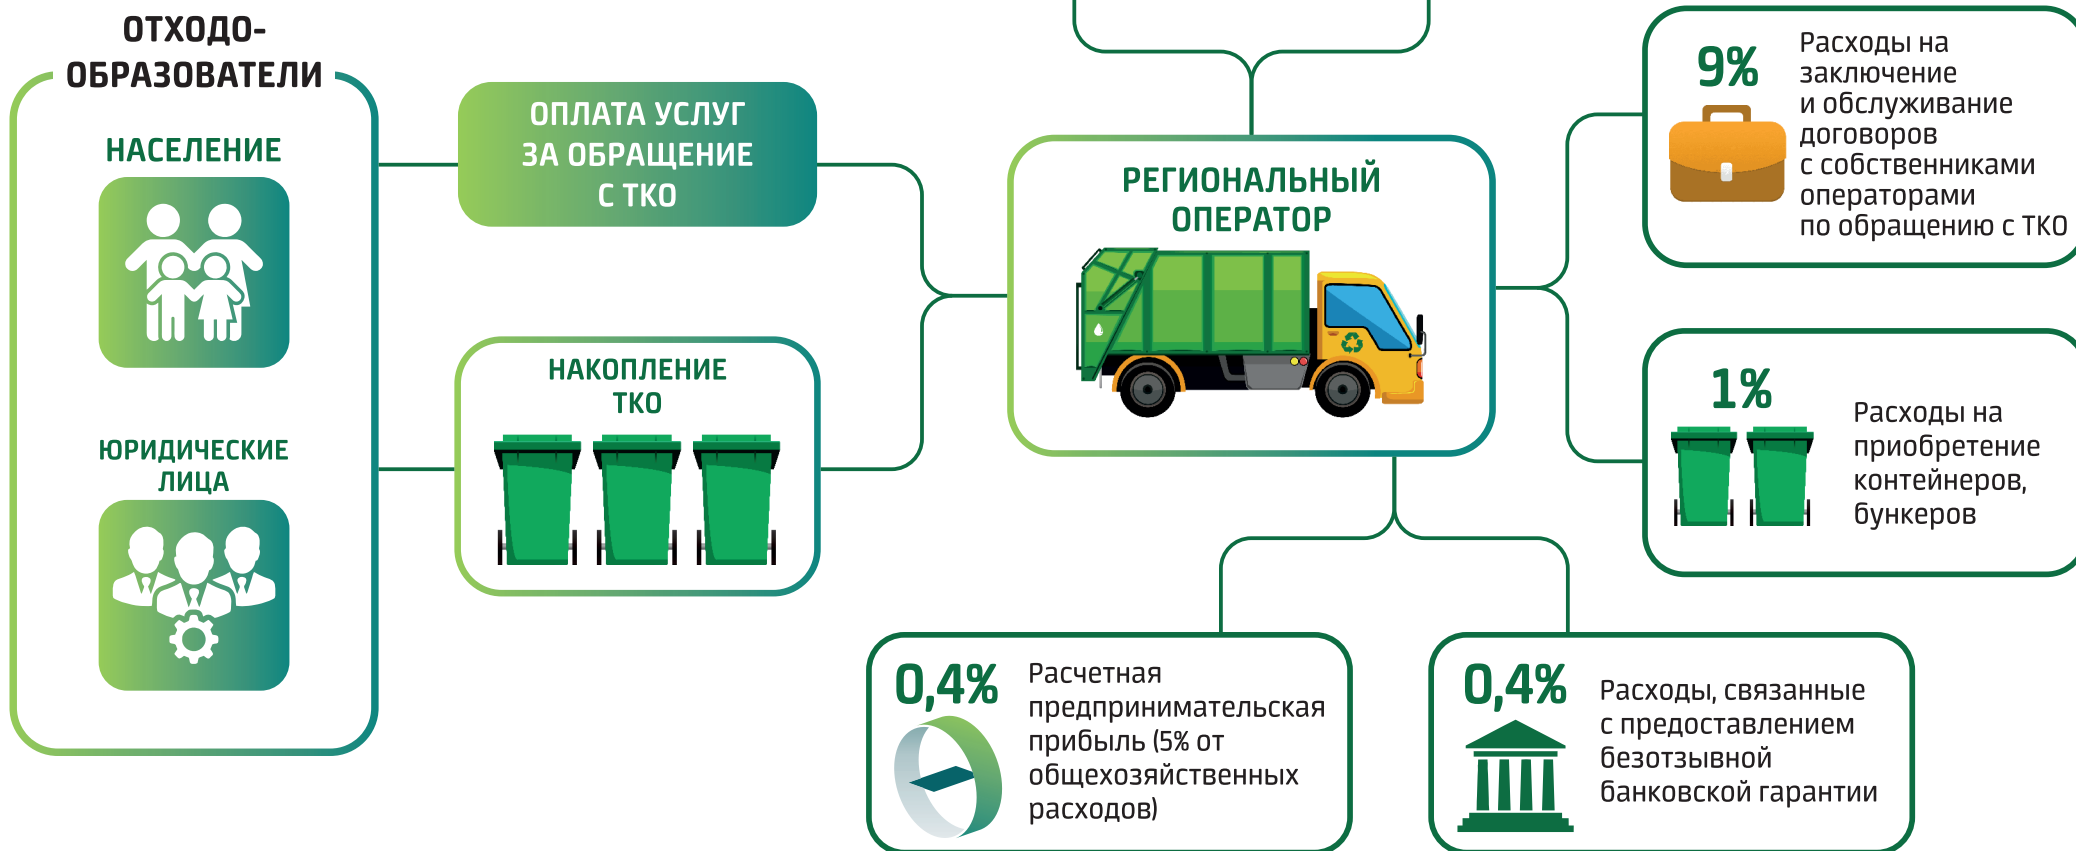 ОТХОДО-
ОБРАЗОВАТЕЛИ
НАСЕЛЕНИЕ
ЮРИДИЧЕСКИЕ
ЛИЦА
ОПЛАТА УСЛУГ
ЗА ОБРАЩЕНИЕ
С ТКО
НАКОПЛЕНИЕ
ТКО
РЕГИОНАЛЬНЫЙ
ОПЕРАТОР
9%
Расходы на
заключение
и обслуживание
договоров
с собственниками
операторами
по обращению с ТКО
1%
Расходы на
приобретение
контейнеров,
бункеров
0,4%
Расчетная
предпринимательская
прибыль (5% от
общехозяйственных
расходов)
0,4%
Расходы, связанные
с предоставлением
безотзывной
банковской гарантии